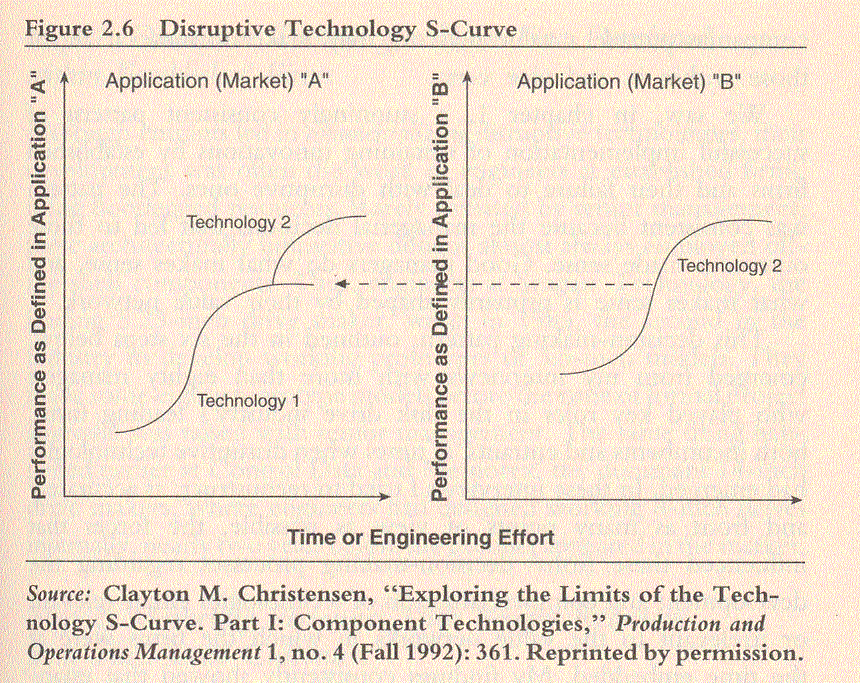 Figure 2.6 Disruptive Technology S-Curve
Application (Market) "A"
Application (Market) "B"
Performance as Defined in Application "A"
Technology 2
Technology 1
Performance as Defined in Application "B"
Technology 2
Time or Engineering Effort
Source: Clayton M. Christensen, “Exploring the Limits of the Tech-
nology S-Curve. Part I: Component Technologies,” Production and
Operations Management 1, no. 4 (Fall 1992): 361. Reprinted by permission.